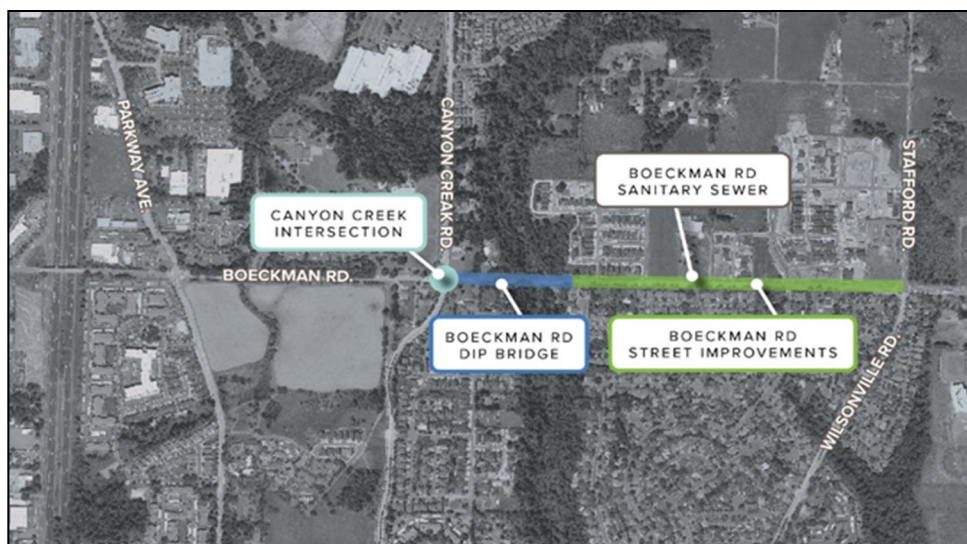 PARKWAY AVE.
CANYON CREEK RD.
STAFFORD RD.
BOECKMAN RD
SANITARY SEWER
CANYON CREEK
INTERSECTION
BOECKMAN RD.
BOECKMAN RD
DIP BRIDGE
BOECKMAN RD
STREET IMPROVEMENTS
WILSONVILLE RD.